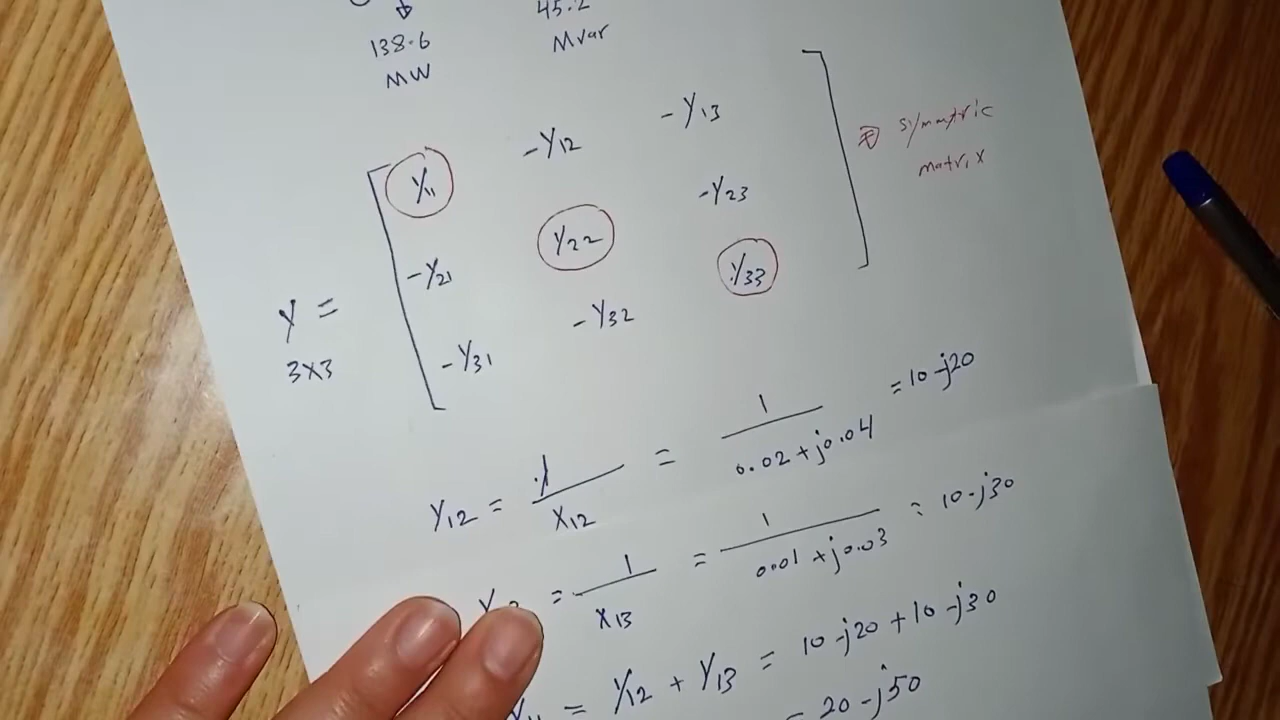 138.6 45.2
MW Mvar
Y = 3x3
Y11 -Y12 -Y13
-Y21 Y22 -Y23
-Y31 -Y32 Y33
symmtric
matrix
Y12 = 1 / X12 = 1 / 0.02 + j0.04 = 10-j20
= 1 / X13 = 1 / 0.01 + j0.03 = 10-j30
= Y12 + Y13 = 10-j20 + 10-j30
= 20-j50